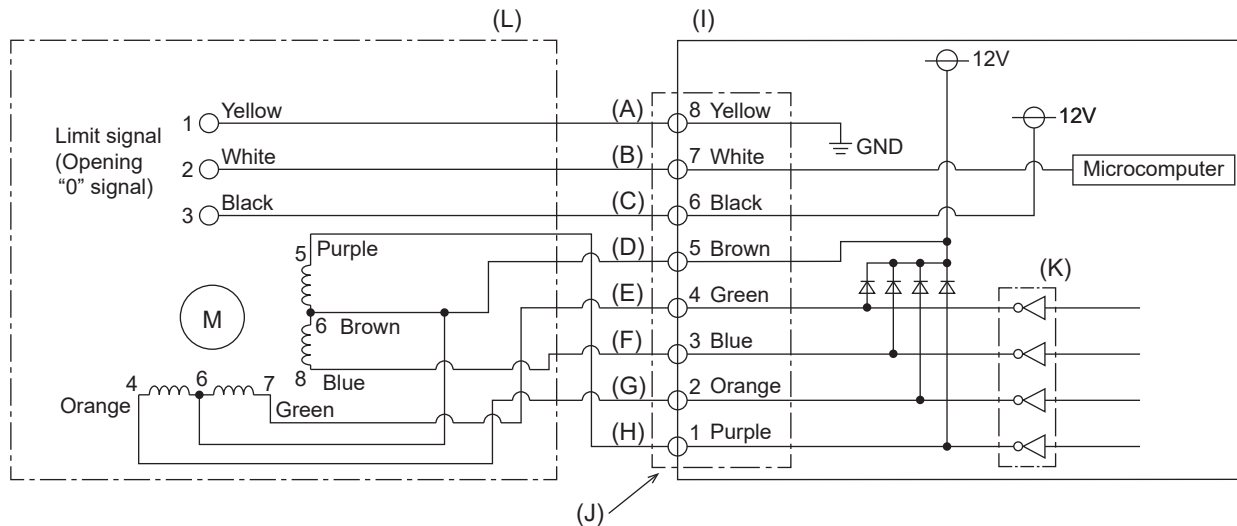 (L)
(I)
12V
12V
Limit signal
(Opening
“0” signal)
1 Yellow
(A)
8 Yellow
GND
2 White
(B)
7 White
Microcomputer
3 Black
(C)
6 Black
5 Purple
(D)
5 Brown
(K)
(E)
4 Green
M
6 Brown
(F)
3 Blue
8 Blue
4 6 7
Orange
Green
(G)
2 Orange
(H)
1 Purple
(J)